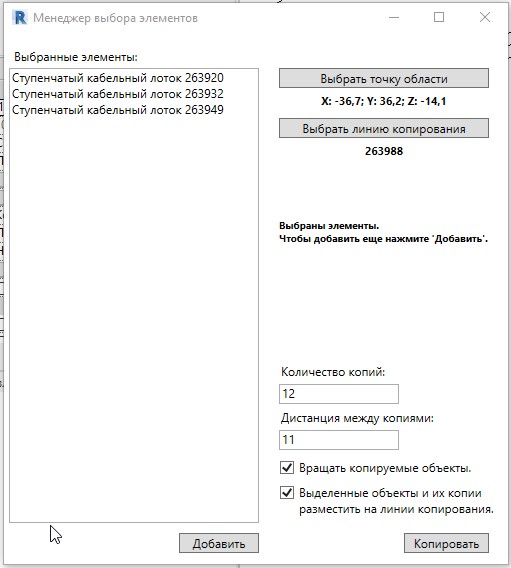 Менеджер выбора элементов
Выбранные элементы:
Ступенчатый кабельный лоток 263920
Ступенчатый кабельный лоток 263932
Ступенчатый кабельный лоток 263949
Выбрать точку области
X: -36,7; Y: 36,2; Z: -14,1
Выбрать линию копирования
263988
Выбраны элементы.
Чтобы добавить еще нажмите 'Добавить'.
Количество копий:
12
Дистанция между копиями:
11
Вращать копируемые объекты.
Выделенные объекты и их копии
разместить на линии копирования.
Добавить
Копировать